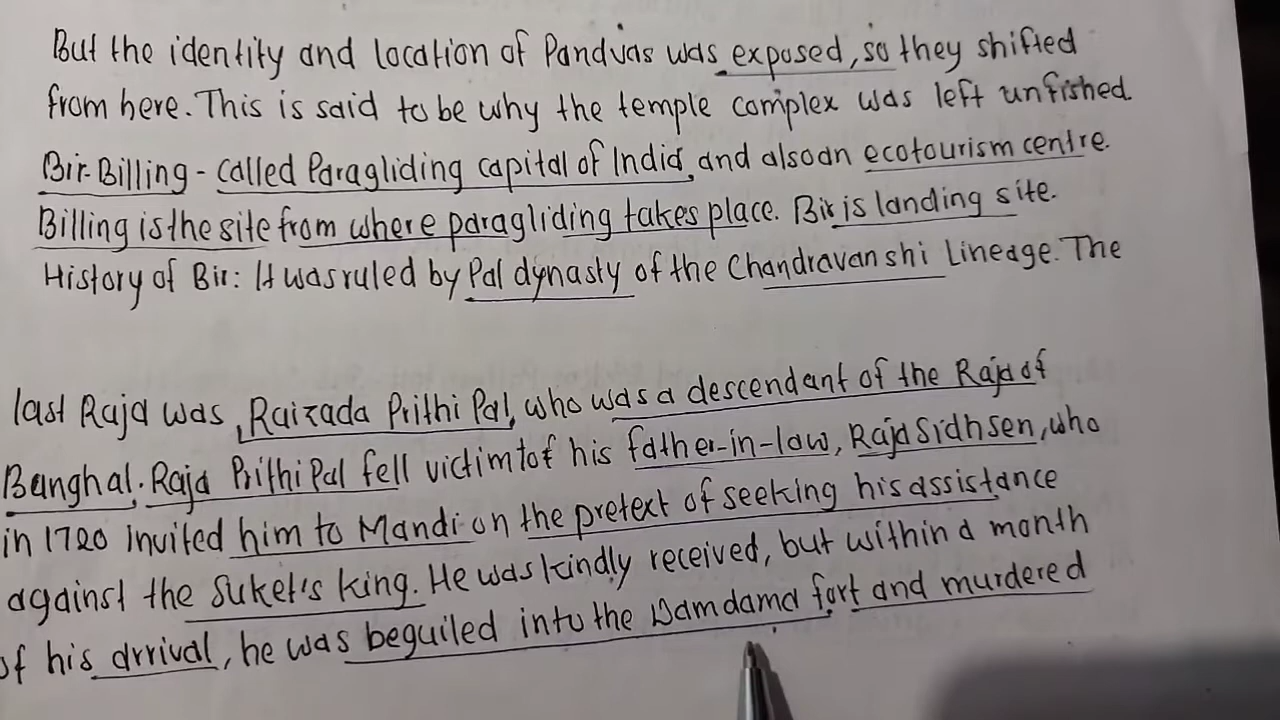 But the identity and location of Panduas was exposed, so they shifted
from here. This is said to be why the temple complex was left unfished.
Bir-Billing - called Paragliding capital of India, and also an ecotourism centre.
Billing is the site from where paragliding takes place. Bir is landing site.
History of Bir: It was ruled by Pal dynasty of the Chandravanshi Lineage. The
last Raja was, Raizada Prithi Pal, who was a descendent of the Raja of
Banghal. Raja Prithi Pal fell victim tof his father-in-law, Raja Sidhsen, who
in 1720 invited him to Mandi on the pretext of seeking his assistance
against the Suket's king. He was kindly received, but within a month
of his arrival, he was beguiled into the Damdama fort and murdered